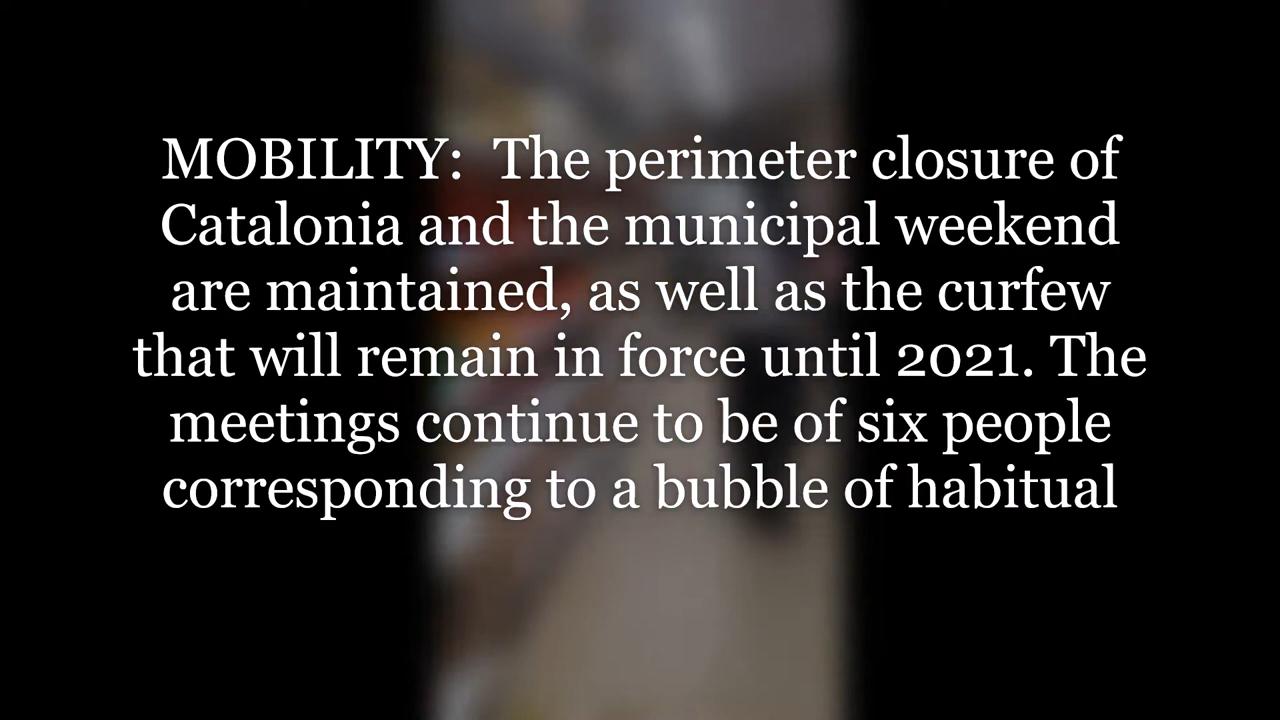 MOBILITY:  The perimeter closure of
Catalonia and the municipal weekend
are maintained, as well as the curfew
that will remain in force until 2021. The
meetings continue to be of six people
corresponding to a bubble of habitual